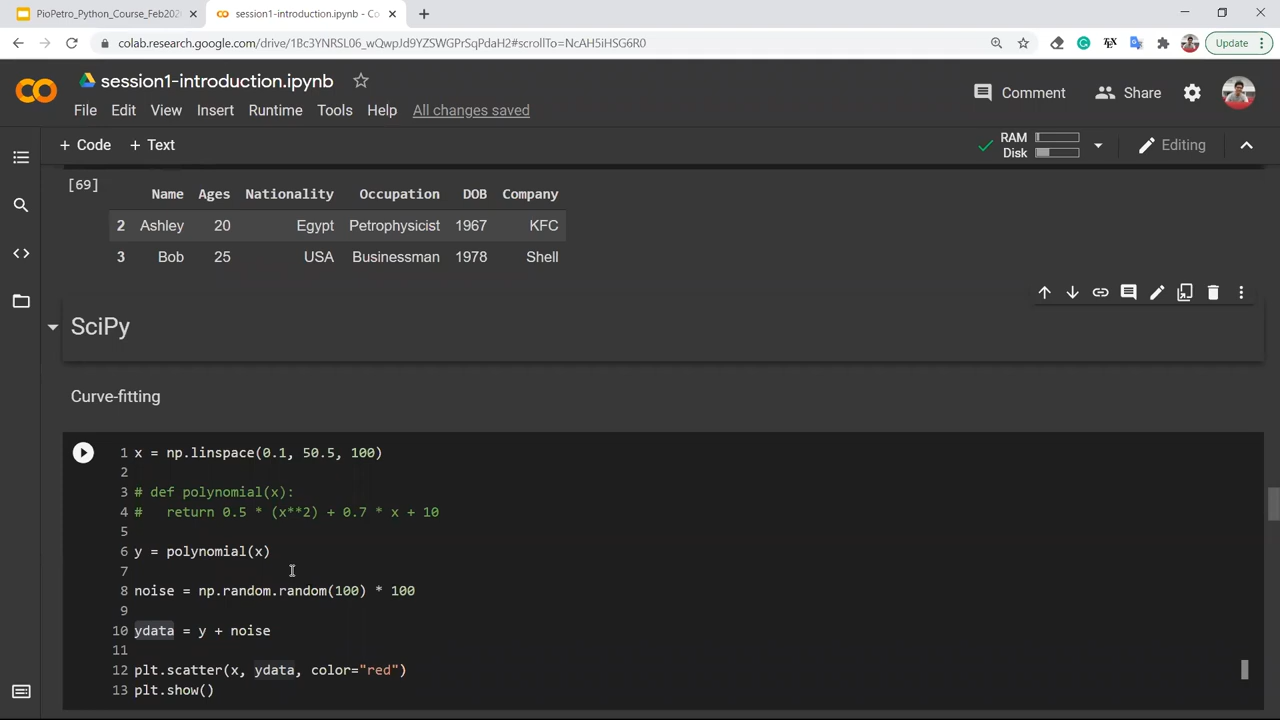 PioPetro_Python_Course_Feb202
session1-introduction.ipynb - Co
colab.research.google.com/drive/1Bc3YNRSL06_wQwpJd9YZSWGPrSqPdaH2#scrollTo=NcAH5iHSG6R0
Update
session1-introduction.ipynb
Comment
Share
File Edit View Insert Runtime Tools Help All changes saved
+ Code + Text
RAM
Disk
Editing
[69]
Name Ages Nationality Occupation DOB Company
2 Ashley 20 Egypt Petrophysicist 1967 KFC
3 Bob 25 USA Businessman 1978 Shell
SciPy
Curve-fitting
1 x = np.linspace(0.1, 50.5, 100)
2
3 # def polynomial(x):
4 #   return 0.5 * (x**2) + 0.7 * x + 10
5
6 y = polynomial(x)
7
8 noise = np.random.random(100) * 100
9
10 ydata = y + noise
11
12 plt.scatter(x, ydata, color="red")
13 plt.show()